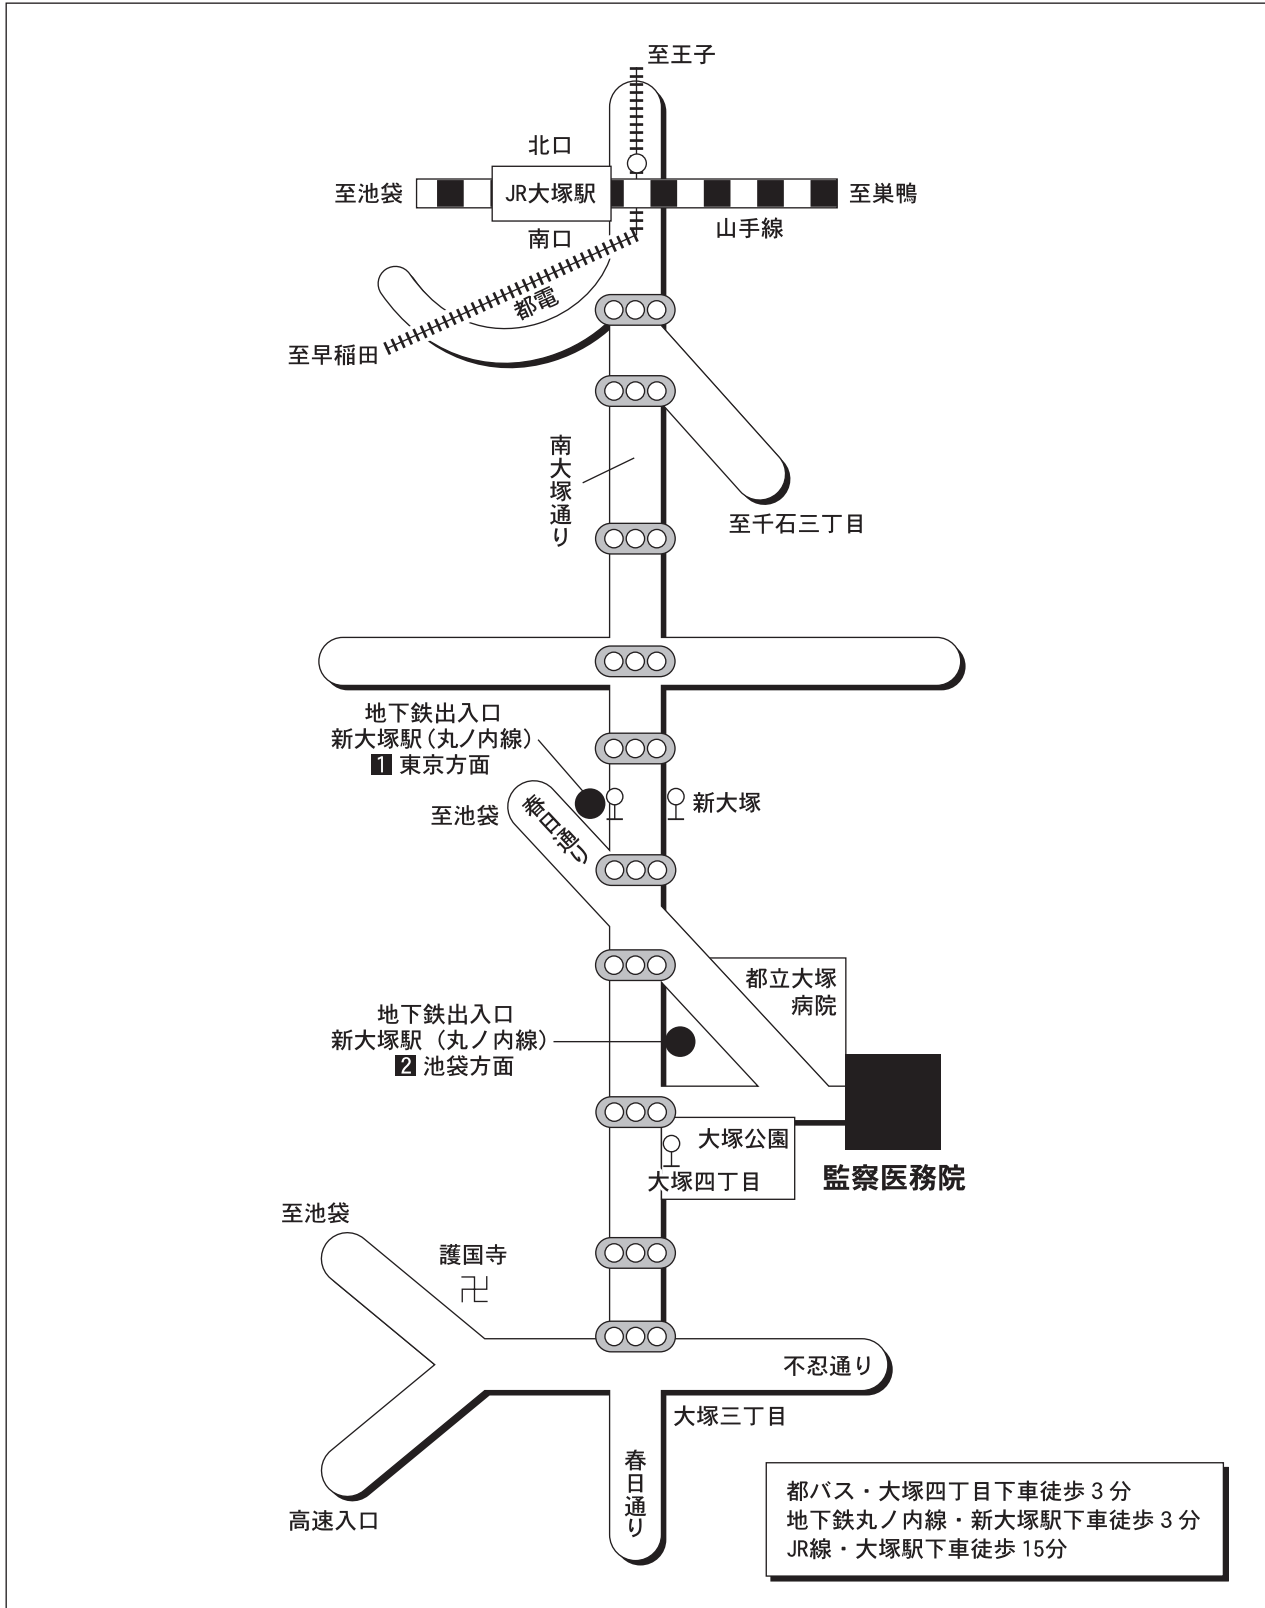 至王子
北口
至池袋
JR大塚駅
至巣鴨
南口
山手線
都電
至早稲田
南大塚通り
至千石三丁目
地下鉄出入口
新大塚駅（丸ノ内線）
1 東京方面
新大塚
至池袋
春日通り
都立大塚
病院
地下鉄出入口
新大塚駅（丸ノ内線）
2 池袋方面
大塚公園
大塚四丁目
監察医務院
至池袋
護国寺
卍
不忍通り
大塚三丁目
春日通り
高速入口
都バス・大塚四丁目下車徒歩3分
地下鉄丸ノ内線・新大塚駅下車徒歩3分
JR線・大塚駅下車徒歩15分